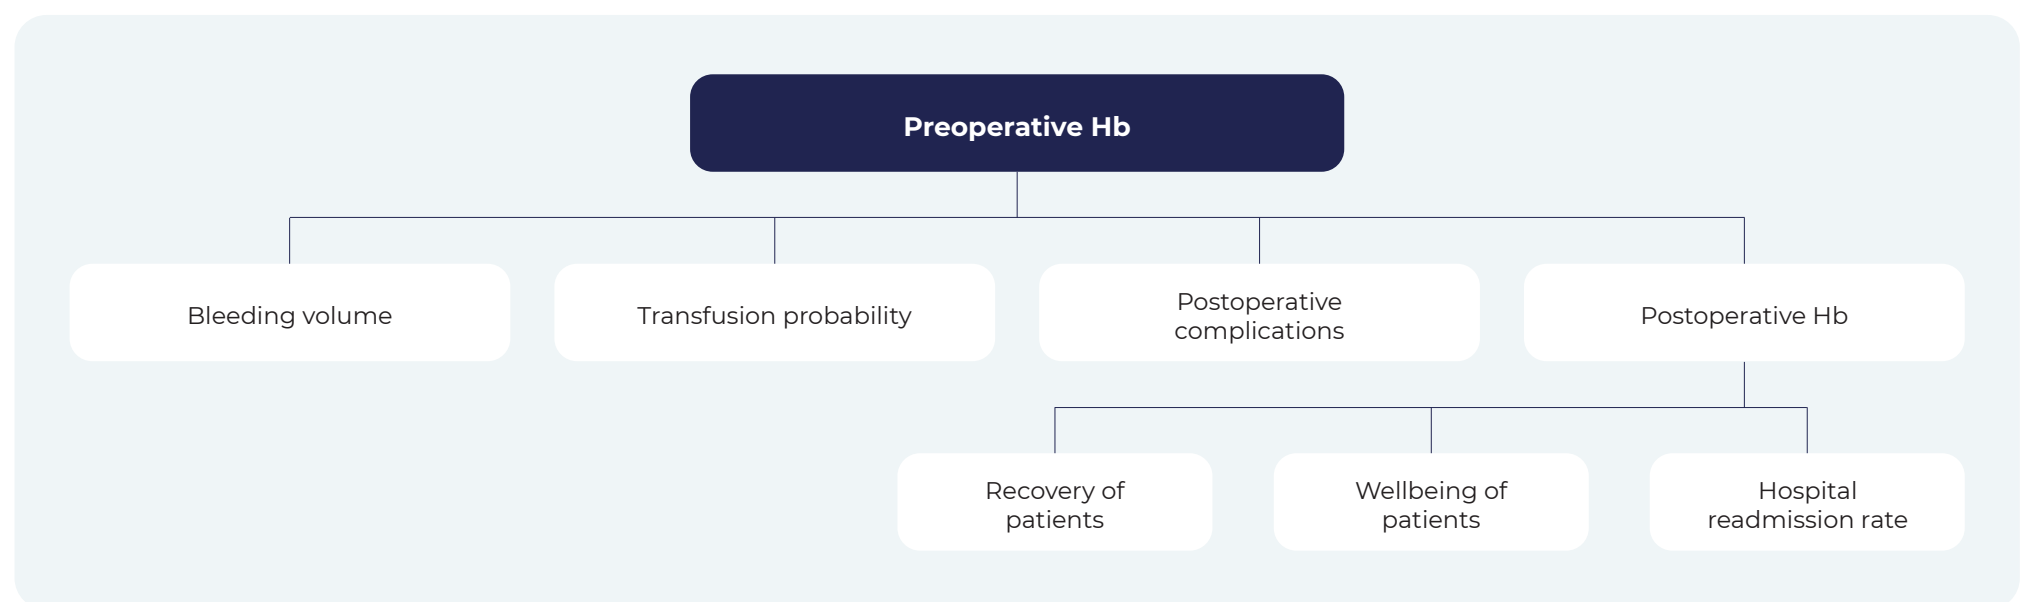 Preoperative Hb
Bleeding volume
Transfusion probability
Postoperative
complications
Postoperative Hb
Recovery of
patients
Wellbeing of
patients
Hospital
readmission rate